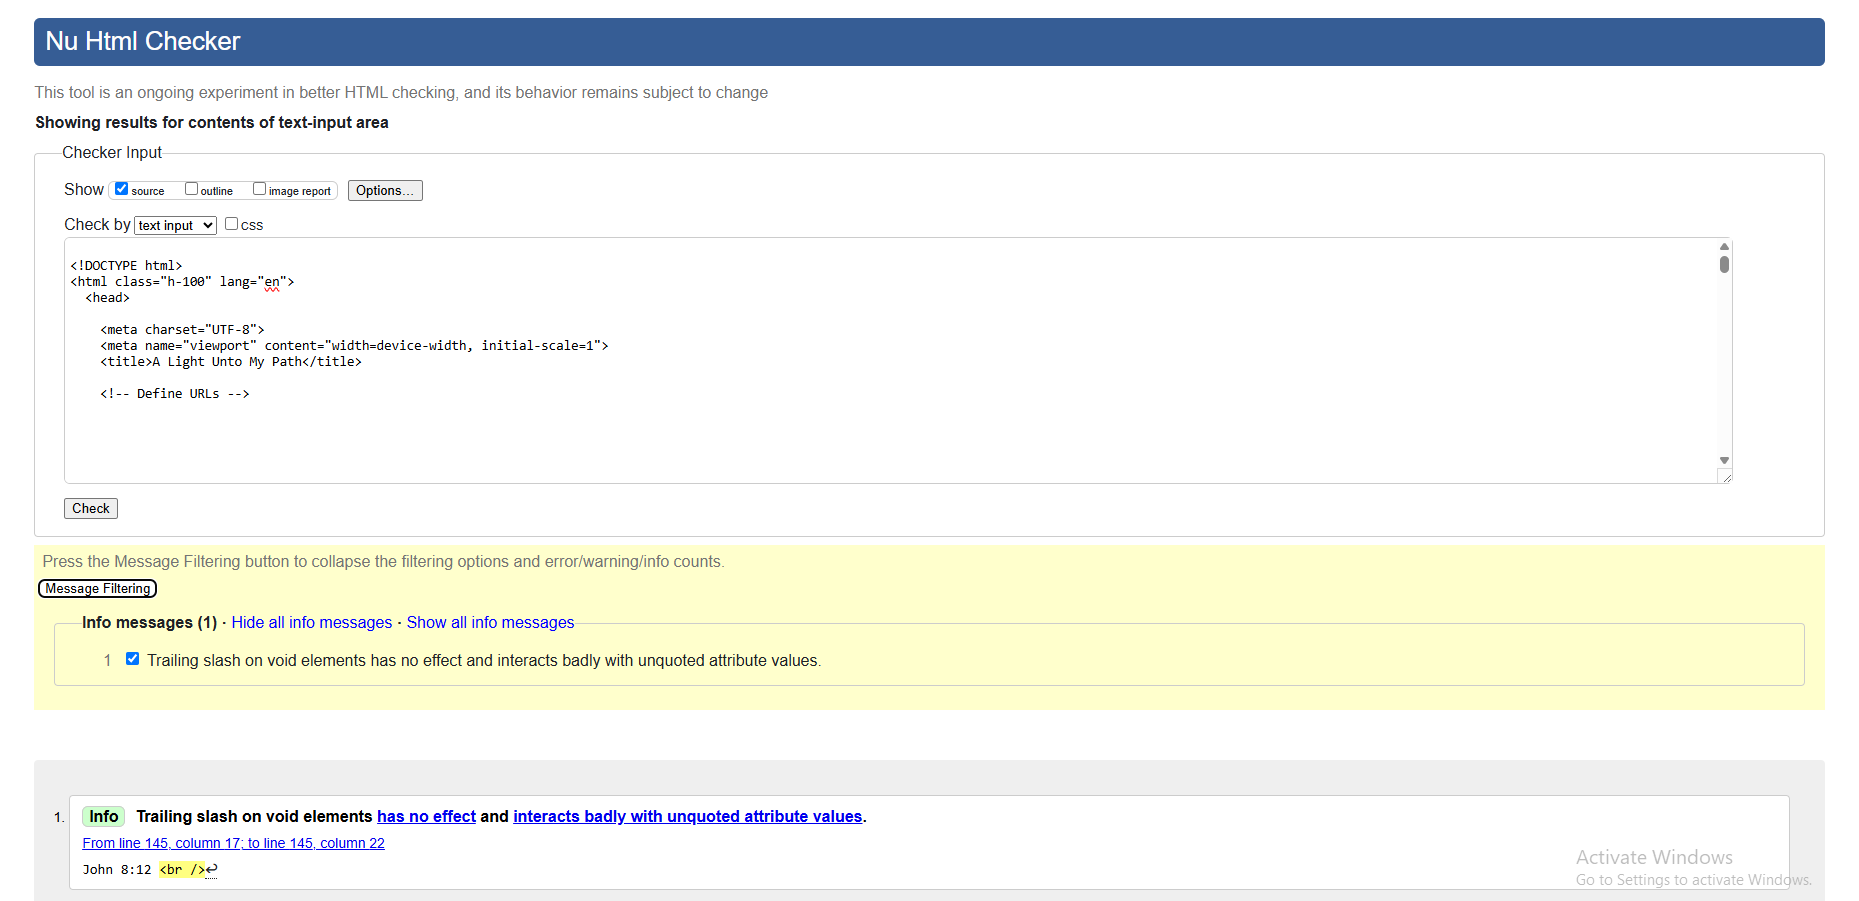 Nu Html Checker
This tool is an ongoing experiment in better HTML checking, and its behavior remains subject to change
Showing results for contents of text-input area
Checker Input
Show source outline image report Options...
Check by text input css
<!DOCTYPE html>
<html class="h-100" lang="en">
<head>
<meta charset="UTF-8">
<meta name="viewport" content="width=device-width, initial-scale=1">
<title>A Light Unto My Path</title>
<!-- Define URLs -->
Check
Press the Message Filtering button to collapse the filtering options and error/warning/info counts.
Message Filtering
Info messages (1) · Hide all info messages · Show all info messages
1 Trailing slash on void elements has no effect and interacts badly with unquoted attribute values.
1. Info Trailing slash on void elements has no effect and interacts badly with unquoted attribute values.
From line 145, column 17; to line 145, column 22
John 8:12 <br />↩
Activate Windows
Go to Settings to activate Windows.